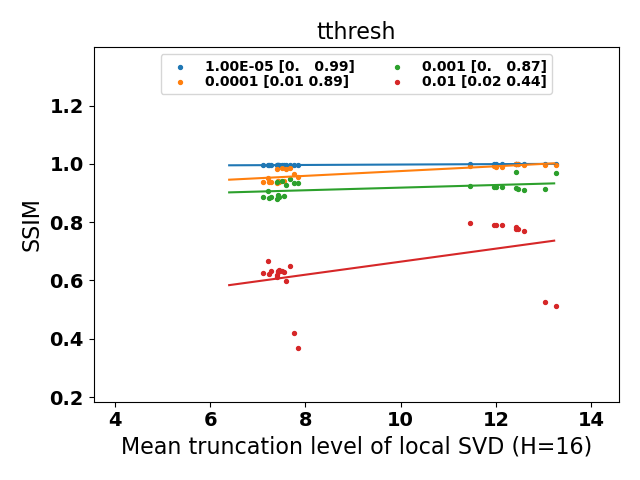 tthresh
1.00E-05 [0.   0.99]
0.0001 [0.01 0.89]
0.001 [0.   0.87]
0.01 [0.02 0.44]
SSIM
1.2
1.0
0.8
0.6
0.4
0.2
4 6 8 10 12 14
Mean truncation level of local SVD (H=16)